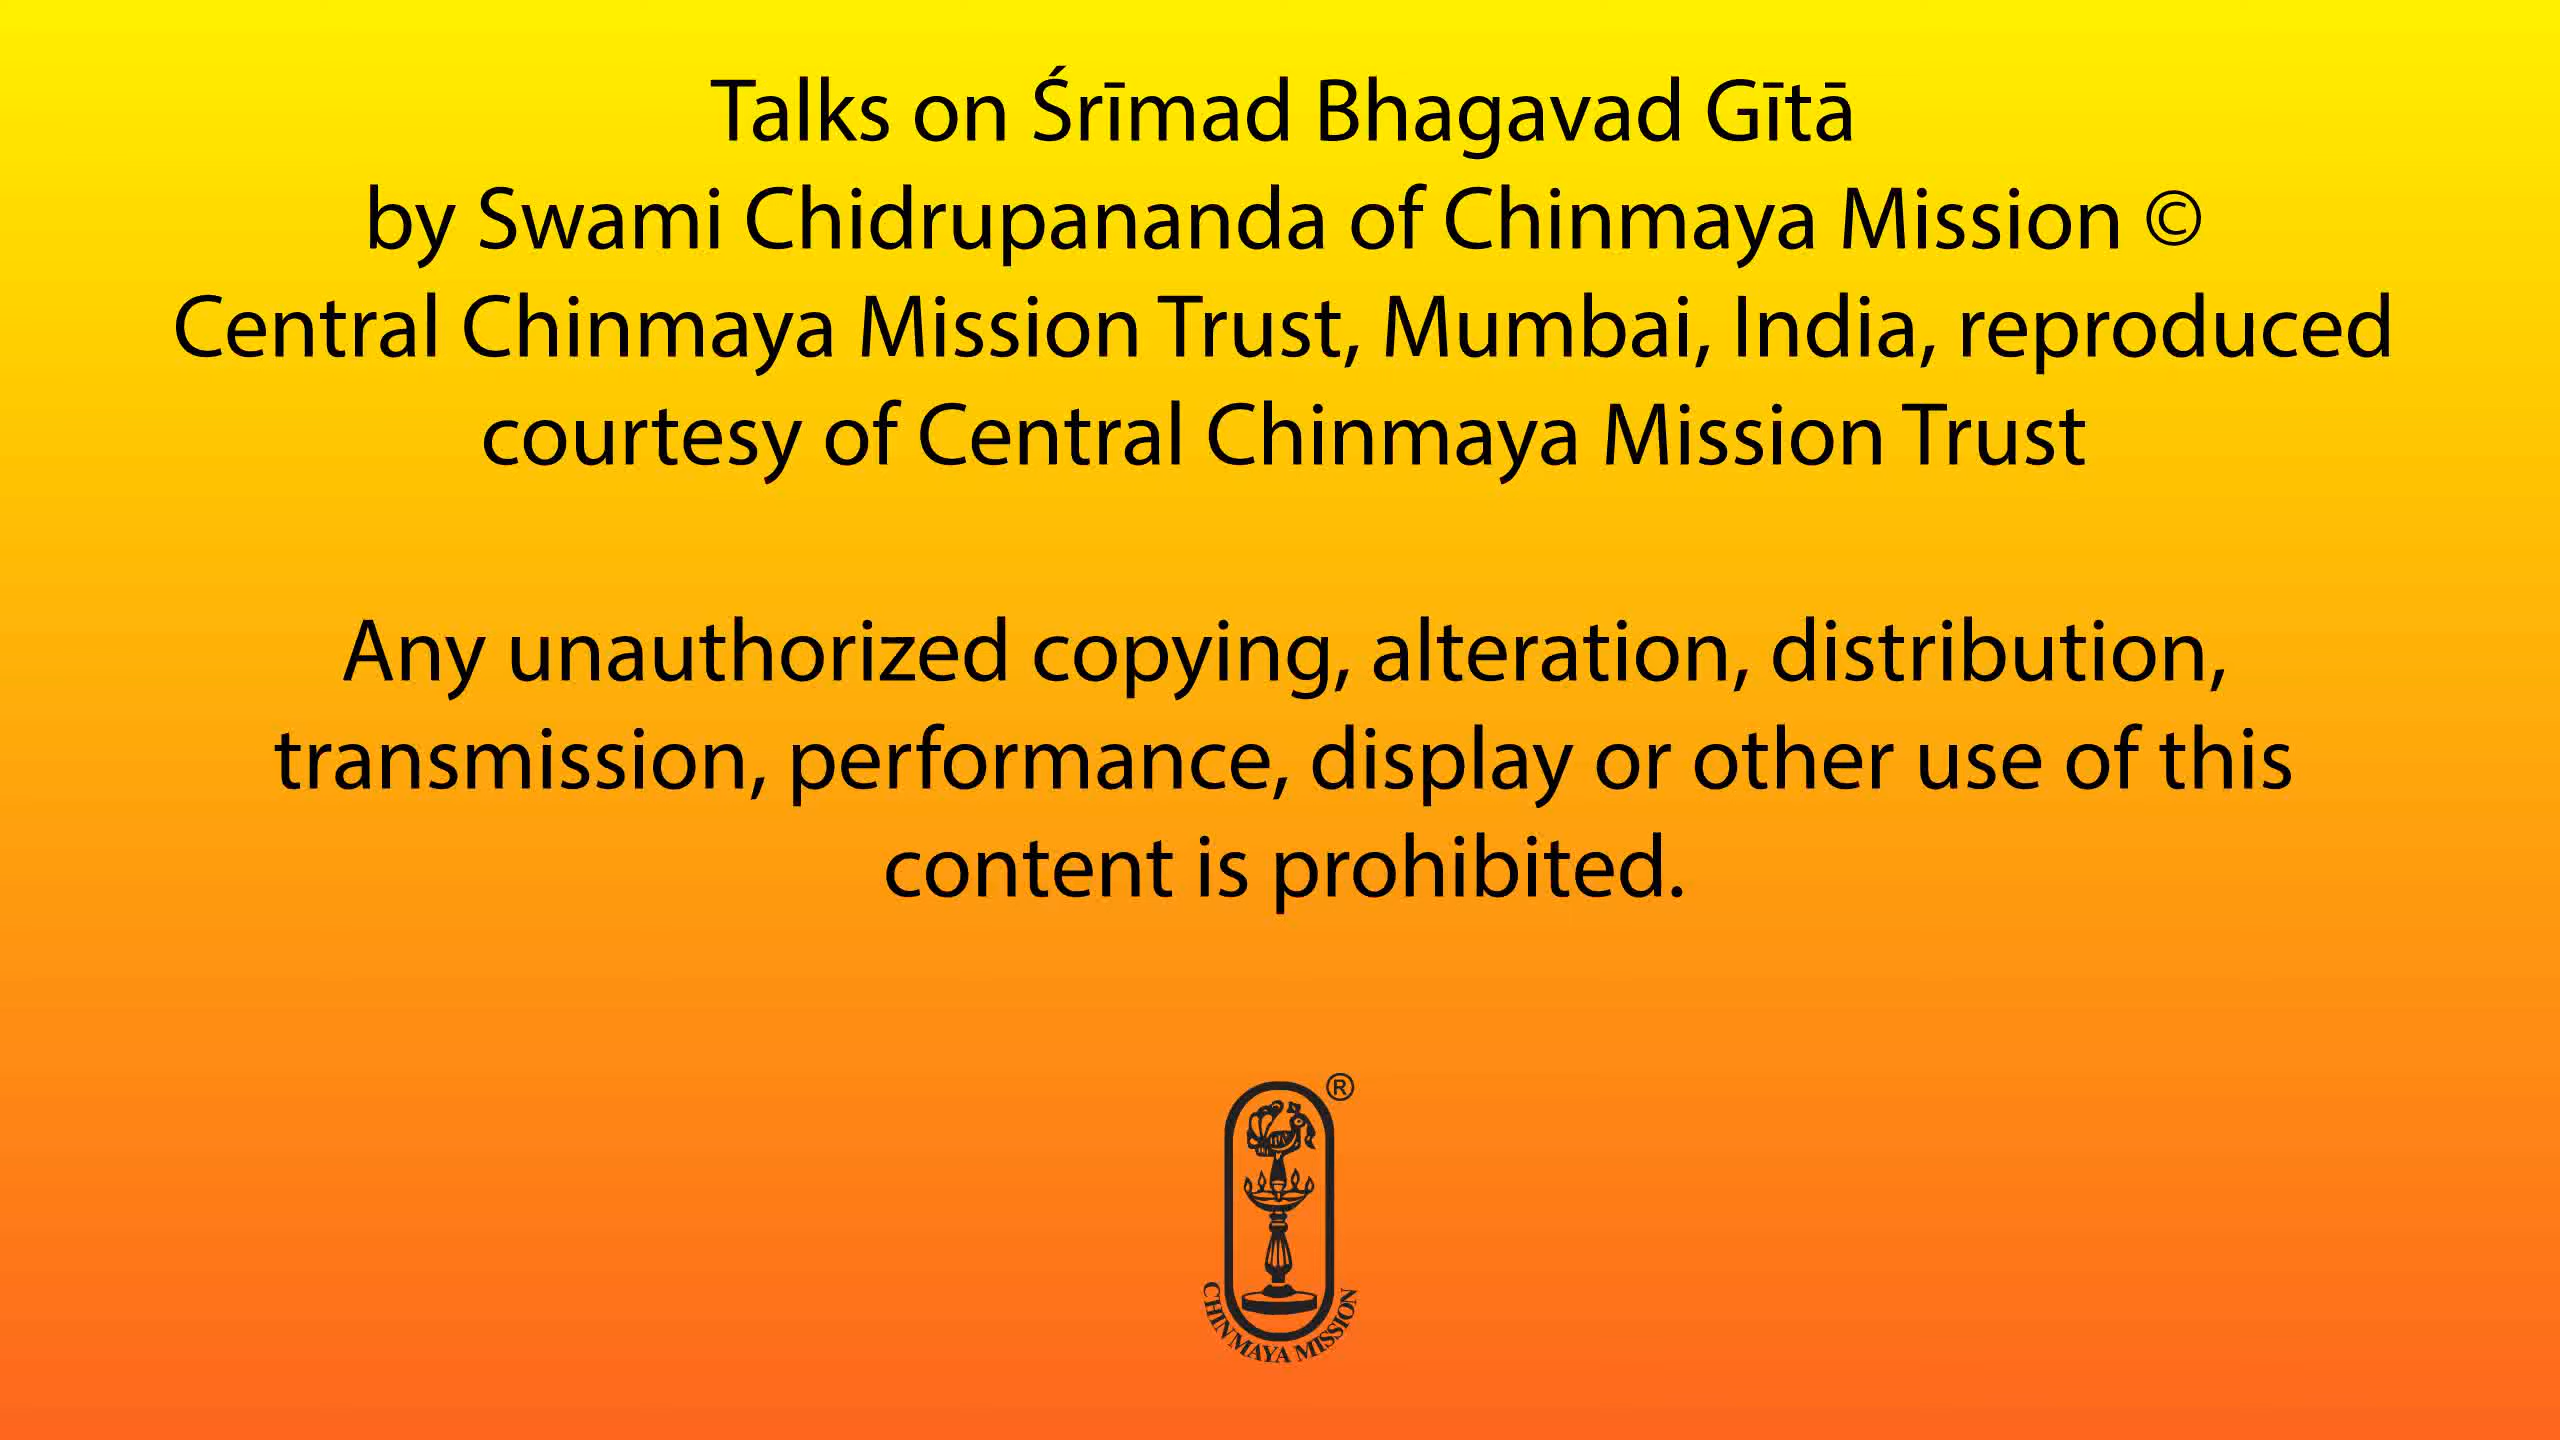 Talks on Śrīmad Bhagavad Gītā
by Swami Chidrupananda of Chinmaya Mission ©
Central Chinmaya Mission Trust, Mumbai, India, reproduced
courtesy of Central Chinmaya Mission Trust
Any unauthorized copying, alteration, distribution,
transmission, performance, display or other use of this
content is prohibited.
®
CHINMAYA MISSION